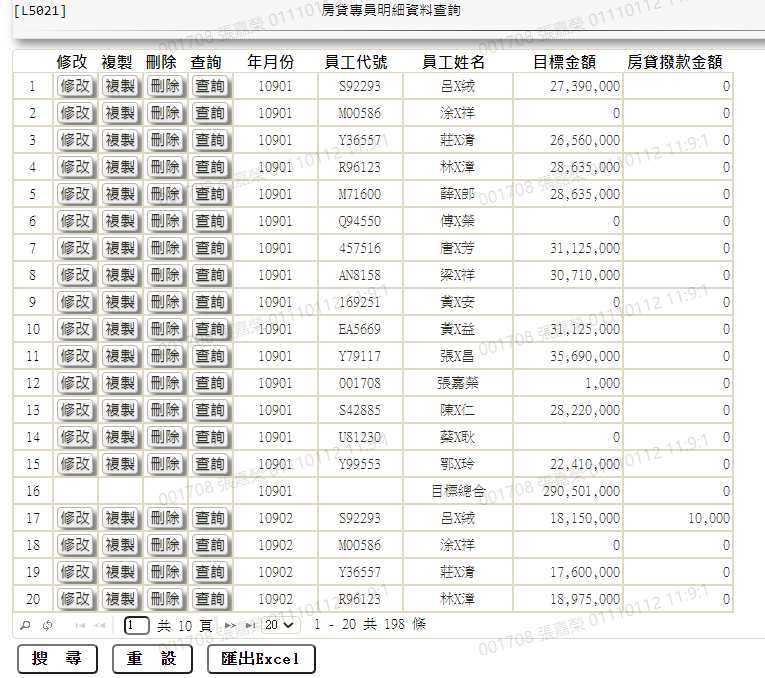 [L5021] 房貸專員明細資料查詢
修改 複製 刪除 查詢 年月份 員工代號 員工姓名 目標金額 房貸撥款金額
1 修改 複製 刪除 查詢 10901 S92293 呂X絨 27,390,000 0
2 修改 複製 刪除 查詢 10901 M00586 涂X祥 0 0
3 修改 複製 刪除 查詢 10901 Y36557 莊X清 26,560,000 0
4 修改 複製 刪除 查詢 10901 R96123 林X漳 28,635,000 0
5 修改 複製 刪除 查詢 10901 M71600 薛X郎 28,635,000 0
6 修改 複製 刪除 查詢 10901 Q94550 傅X榮 0 0
7 修改 複製 刪除 查詢 10901 457516 唐X芳 31,125,000 0
8 修改 複製 刪除 查詢 10901 AN8158 梁X祥 30,710,000 0
9 修改 複製 刪除 查詢 10901 169251 黃X安 0 0
10 修改 複製 刪除 查詢 10901 EA5669 黃X益 31,125,000 0
11 修改 複製 刪除 查詢 10901 Y79117 張X昌 35,690,000 0
12 修改 複製 刪除 查詢 10901 001708 張嘉榮 1,000 0
13 修改 複製 刪除 查詢 10901 S42885 陳X仁 28,220,000 0
14 修改 複製 刪除 查詢 10901 U81230 蔡X耿 0 0
15 修改 複製 刪除 查詢 10901 Y99553 鄂X玲 22,410,000 0
16 10901 目標總合 290,501,000 0
17 修改 複製 刪除 查詢 10902 S92293 呂X絨 18,150,000 10,000
18 修改 複製 刪除 查詢 10902 M00586 涂X祥 0 0
19 修改 複製 刪除 查詢 10902 Y36557 莊X清 17,600,000 0
20 修改 複製 刪除 查詢 10902 R96123 林X漳 18,975,000 0
1 共 10 頁 20 1 - 20 共 198 條
搜 尋 重 設 匯出Excel
001708 張嘉榮 01110112 11:9:1